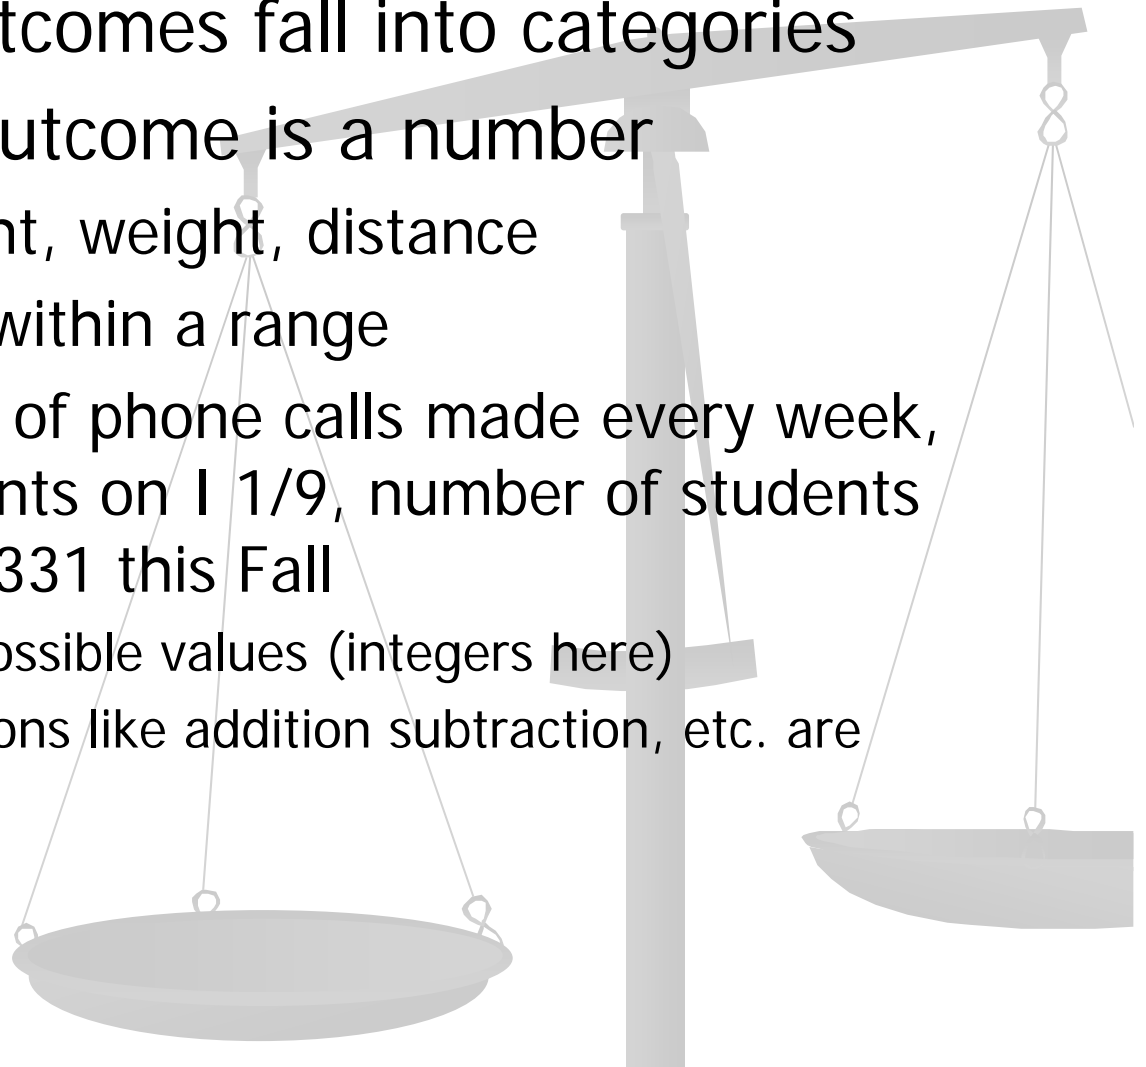 tcomes fall into categories
utcome is a number
nt, weight, distance
within a range
of phone calls made every week,
nts on I 1/9, number of students
331 this Fall
ossible values (integers here)
ons like addition subtraction, etc. are